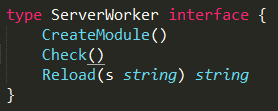 type ServerWorker interface {
    CreateModule()
    Check()
    Reload(s string) string
}